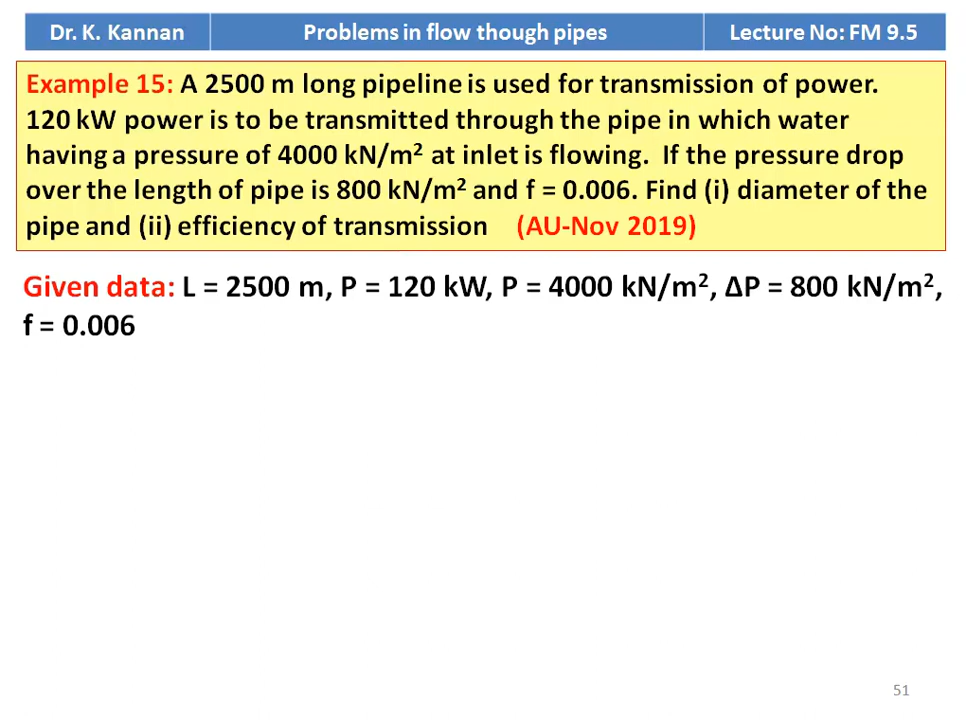 Dr. K. Kannan
Problems in flow though pipes
Lecture No: FM 9.5
Example 15: A 2500 m long pipeline is used for transmission of power.
120 kW power is to be transmitted through the pipe in which water
having a pressure of 4000 kN/m² at inlet is flowing. If the pressure drop
over the length of pipe is 800 kN/m² and f = 0.006. Find (i) diameter of the
pipe and (ii) efficiency of transmission (AU-Nov 2019)
Given data: L = 2500 m, P = 120 kW, P = 4000 kN/m², ΔP = 800 kN/m²,
f = 0.006
51